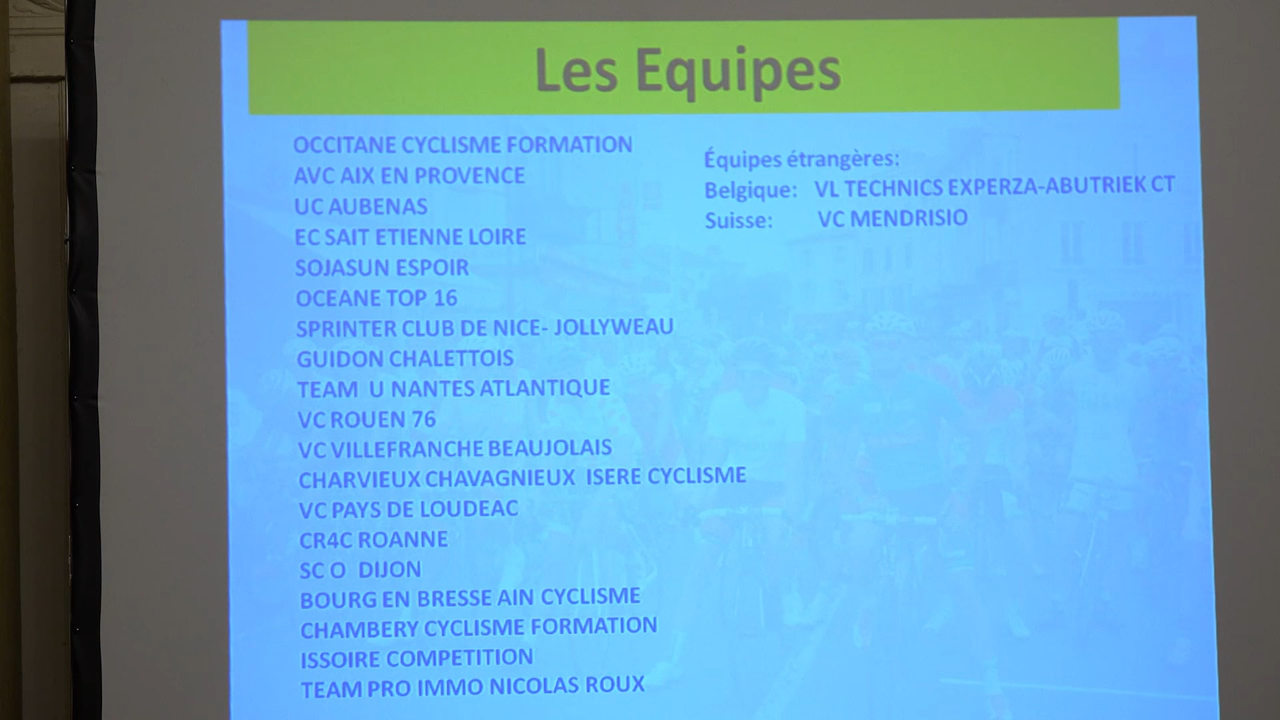 Les Equipes
OCCITANE CYCLISME FORMATION
AVC AIX EN PROVENCE
UC AUBENAS
EC SAIT ETIENNE LOIRE
SOJASUN ESPOIR
OCEANE TOP 16
SPRINTER CLUB DE NICE- JOLLYWEAU
GUIDON CHALETTOIS
TEAM U NANTES ATLANTIQUE
VC ROUEN 76
VC VILLEFRANCHE BEAUJOLAIS
CHARVIEUX CHAVAGNIEUX ISERE CYCLISME
VC PAYS DE LOUDEAC
CR4C ROANNE
SC O DIJON
BOURG EN BRESSE AIN CYCLISME
CHAMBERY CYCLISME FORMATION
ISSOIRE COMPETITION
TEAM PRO IMMO NICOLAS ROUX
Équipes étrangères:
Belgique: VL TECHNICS EXPERZA-ABUTRIEK CT
Suisse: VC MENDRISIO